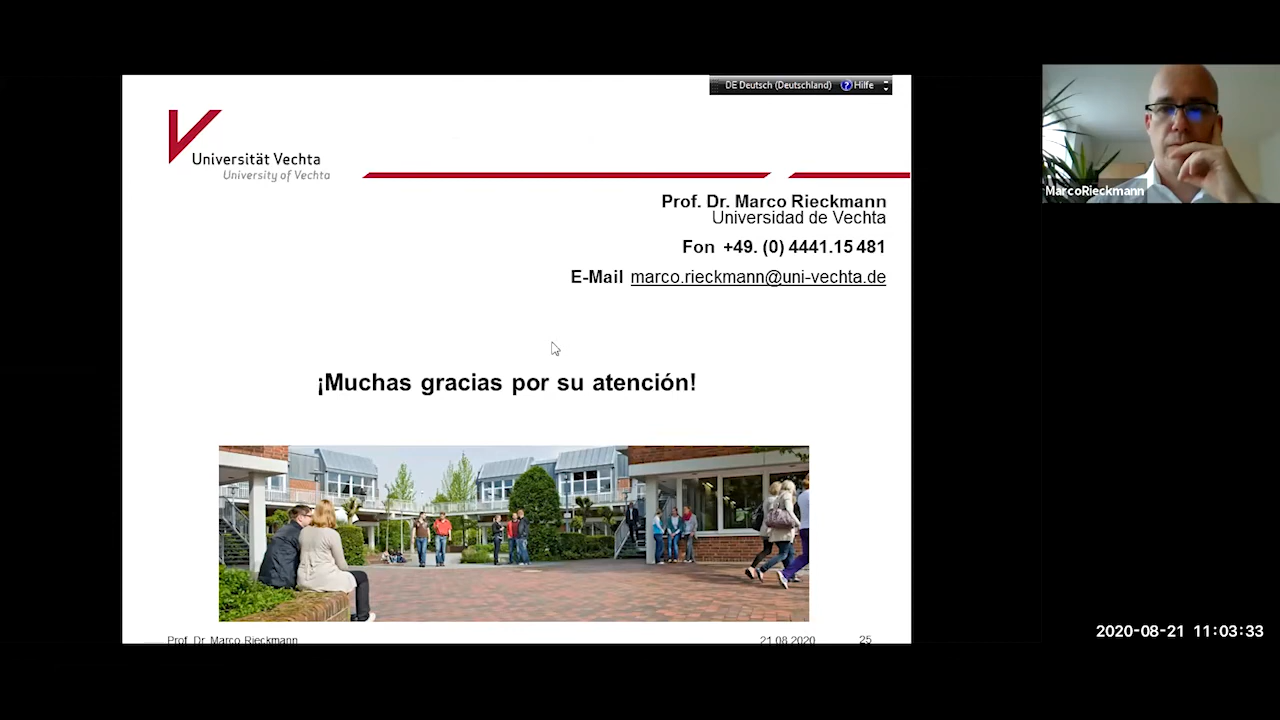 DE Deutsch (Deutschland) ? Hilfe
Universität Vechta
University of Vechta
MarcoRieckmann
Prof. Dr. Marco Rieckmann
Universidad de Vechta
Fon +49. (0) 4441.15 481
E-Mail marco.rieckmann@uni-vechta.de
¡Muchas gracias por su atención!
Prof. Dr. Marco Rieckmann 21.08.2020 25
2020-08-21 11:03:33